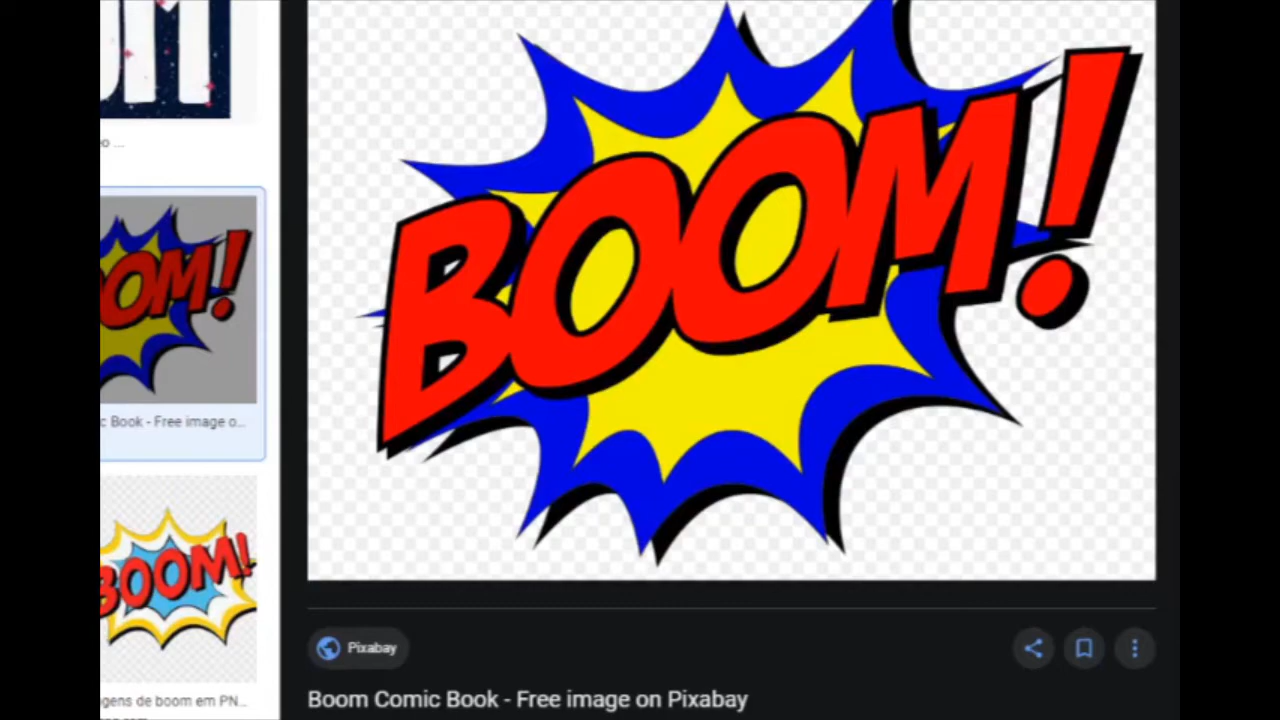 eo ...
OOM!
c Book - Free image o...
BOOM!
gens de boom em PN...
BOOM!
Pixabay
Boom Comic Book - Free image on Pixabay